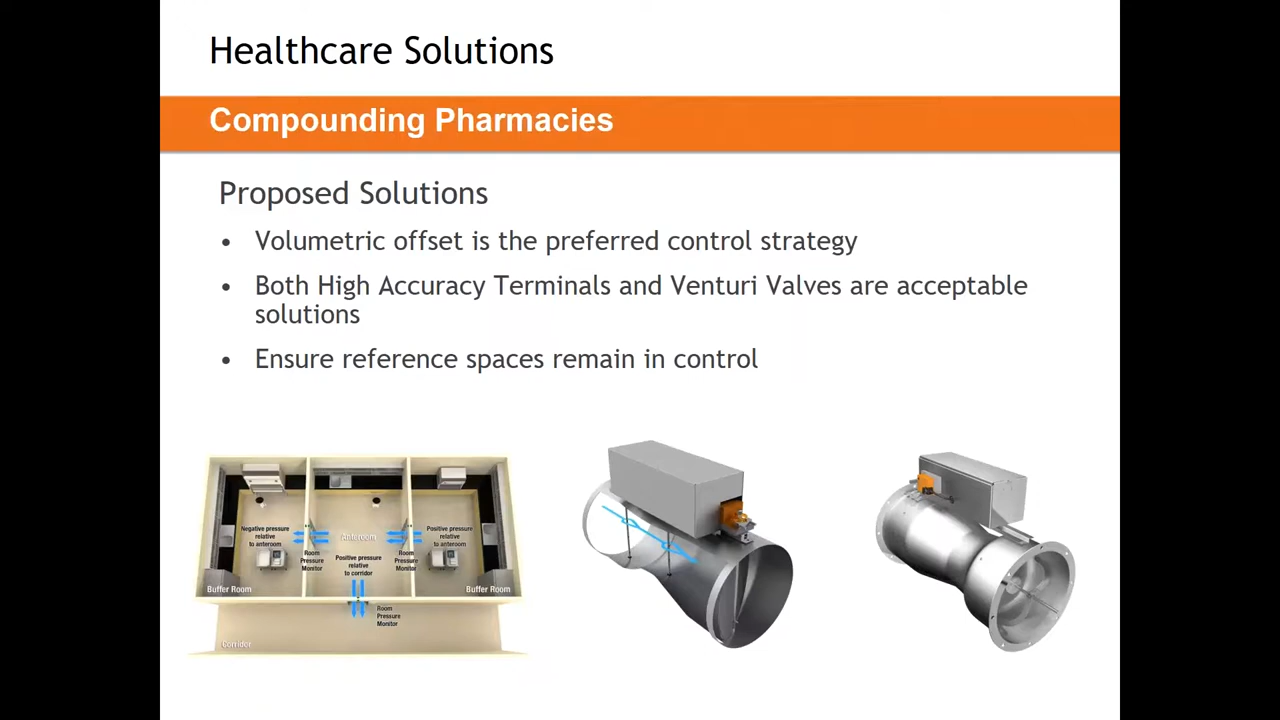 Healthcare Solutions
Compounding Pharmacies
Proposed Solutions
• Volumetric offset is the preferred control strategy
• Both High Accuracy Terminals and Venturi Valves are acceptable
solutions
• Ensure reference spaces remain in control
Negative pressure
relative
to anteroom
Room
Pressure
Monitor
Anteroom
Positive pressure
relative
to corridor
Room
Pressure
Monitor
Positive pressure
relative
to anteroom
Buffer Room
Buffer Room
Room
Pressure
Monitor
Corridor